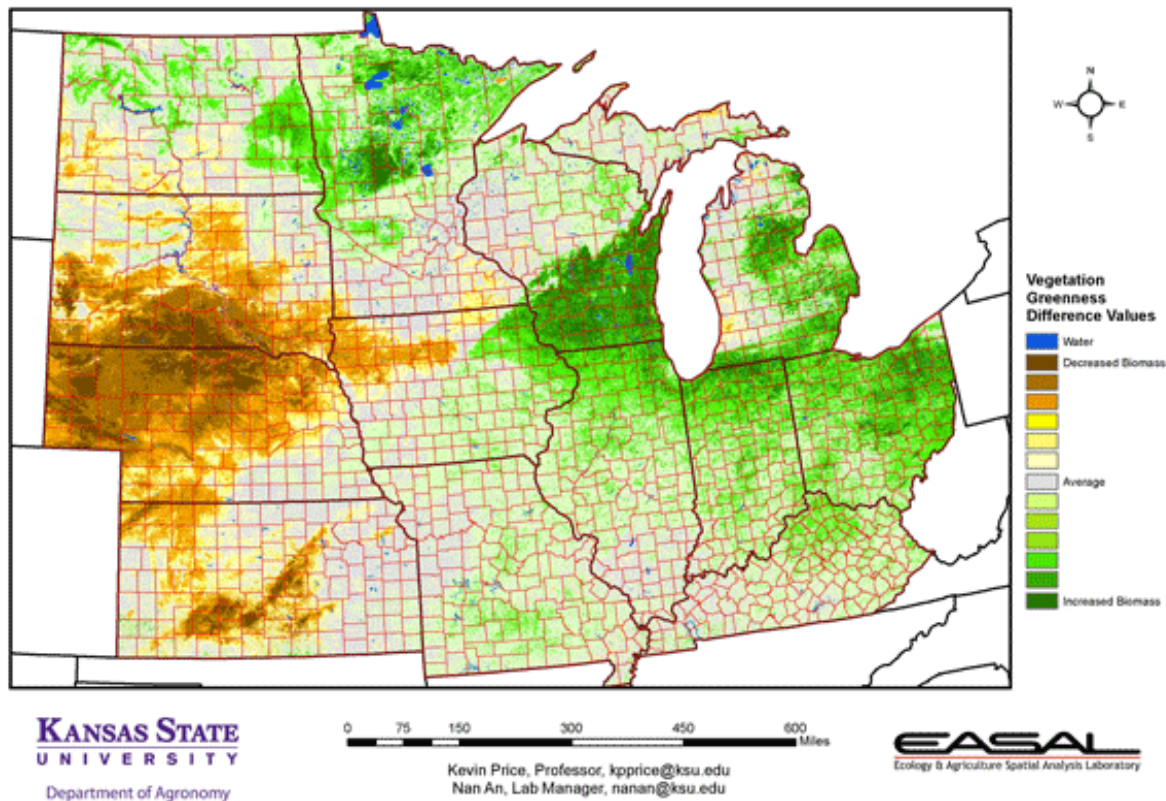 N
W E
S
Vegetation
Greenness
Difference Values
Water
Decreased Biomass
Average
Increased Biomass
KANSAS STATE
UNIVERSITY
Department of Agronomy
0 75 150 300 450 600
Miles
Kevin Price, Professor, kpprice@ksu.edu
Nan An, Lab Manager, nanan@ksu.edu
EASAL
Ecology & Agriculture Spatial Analysis Laboratory